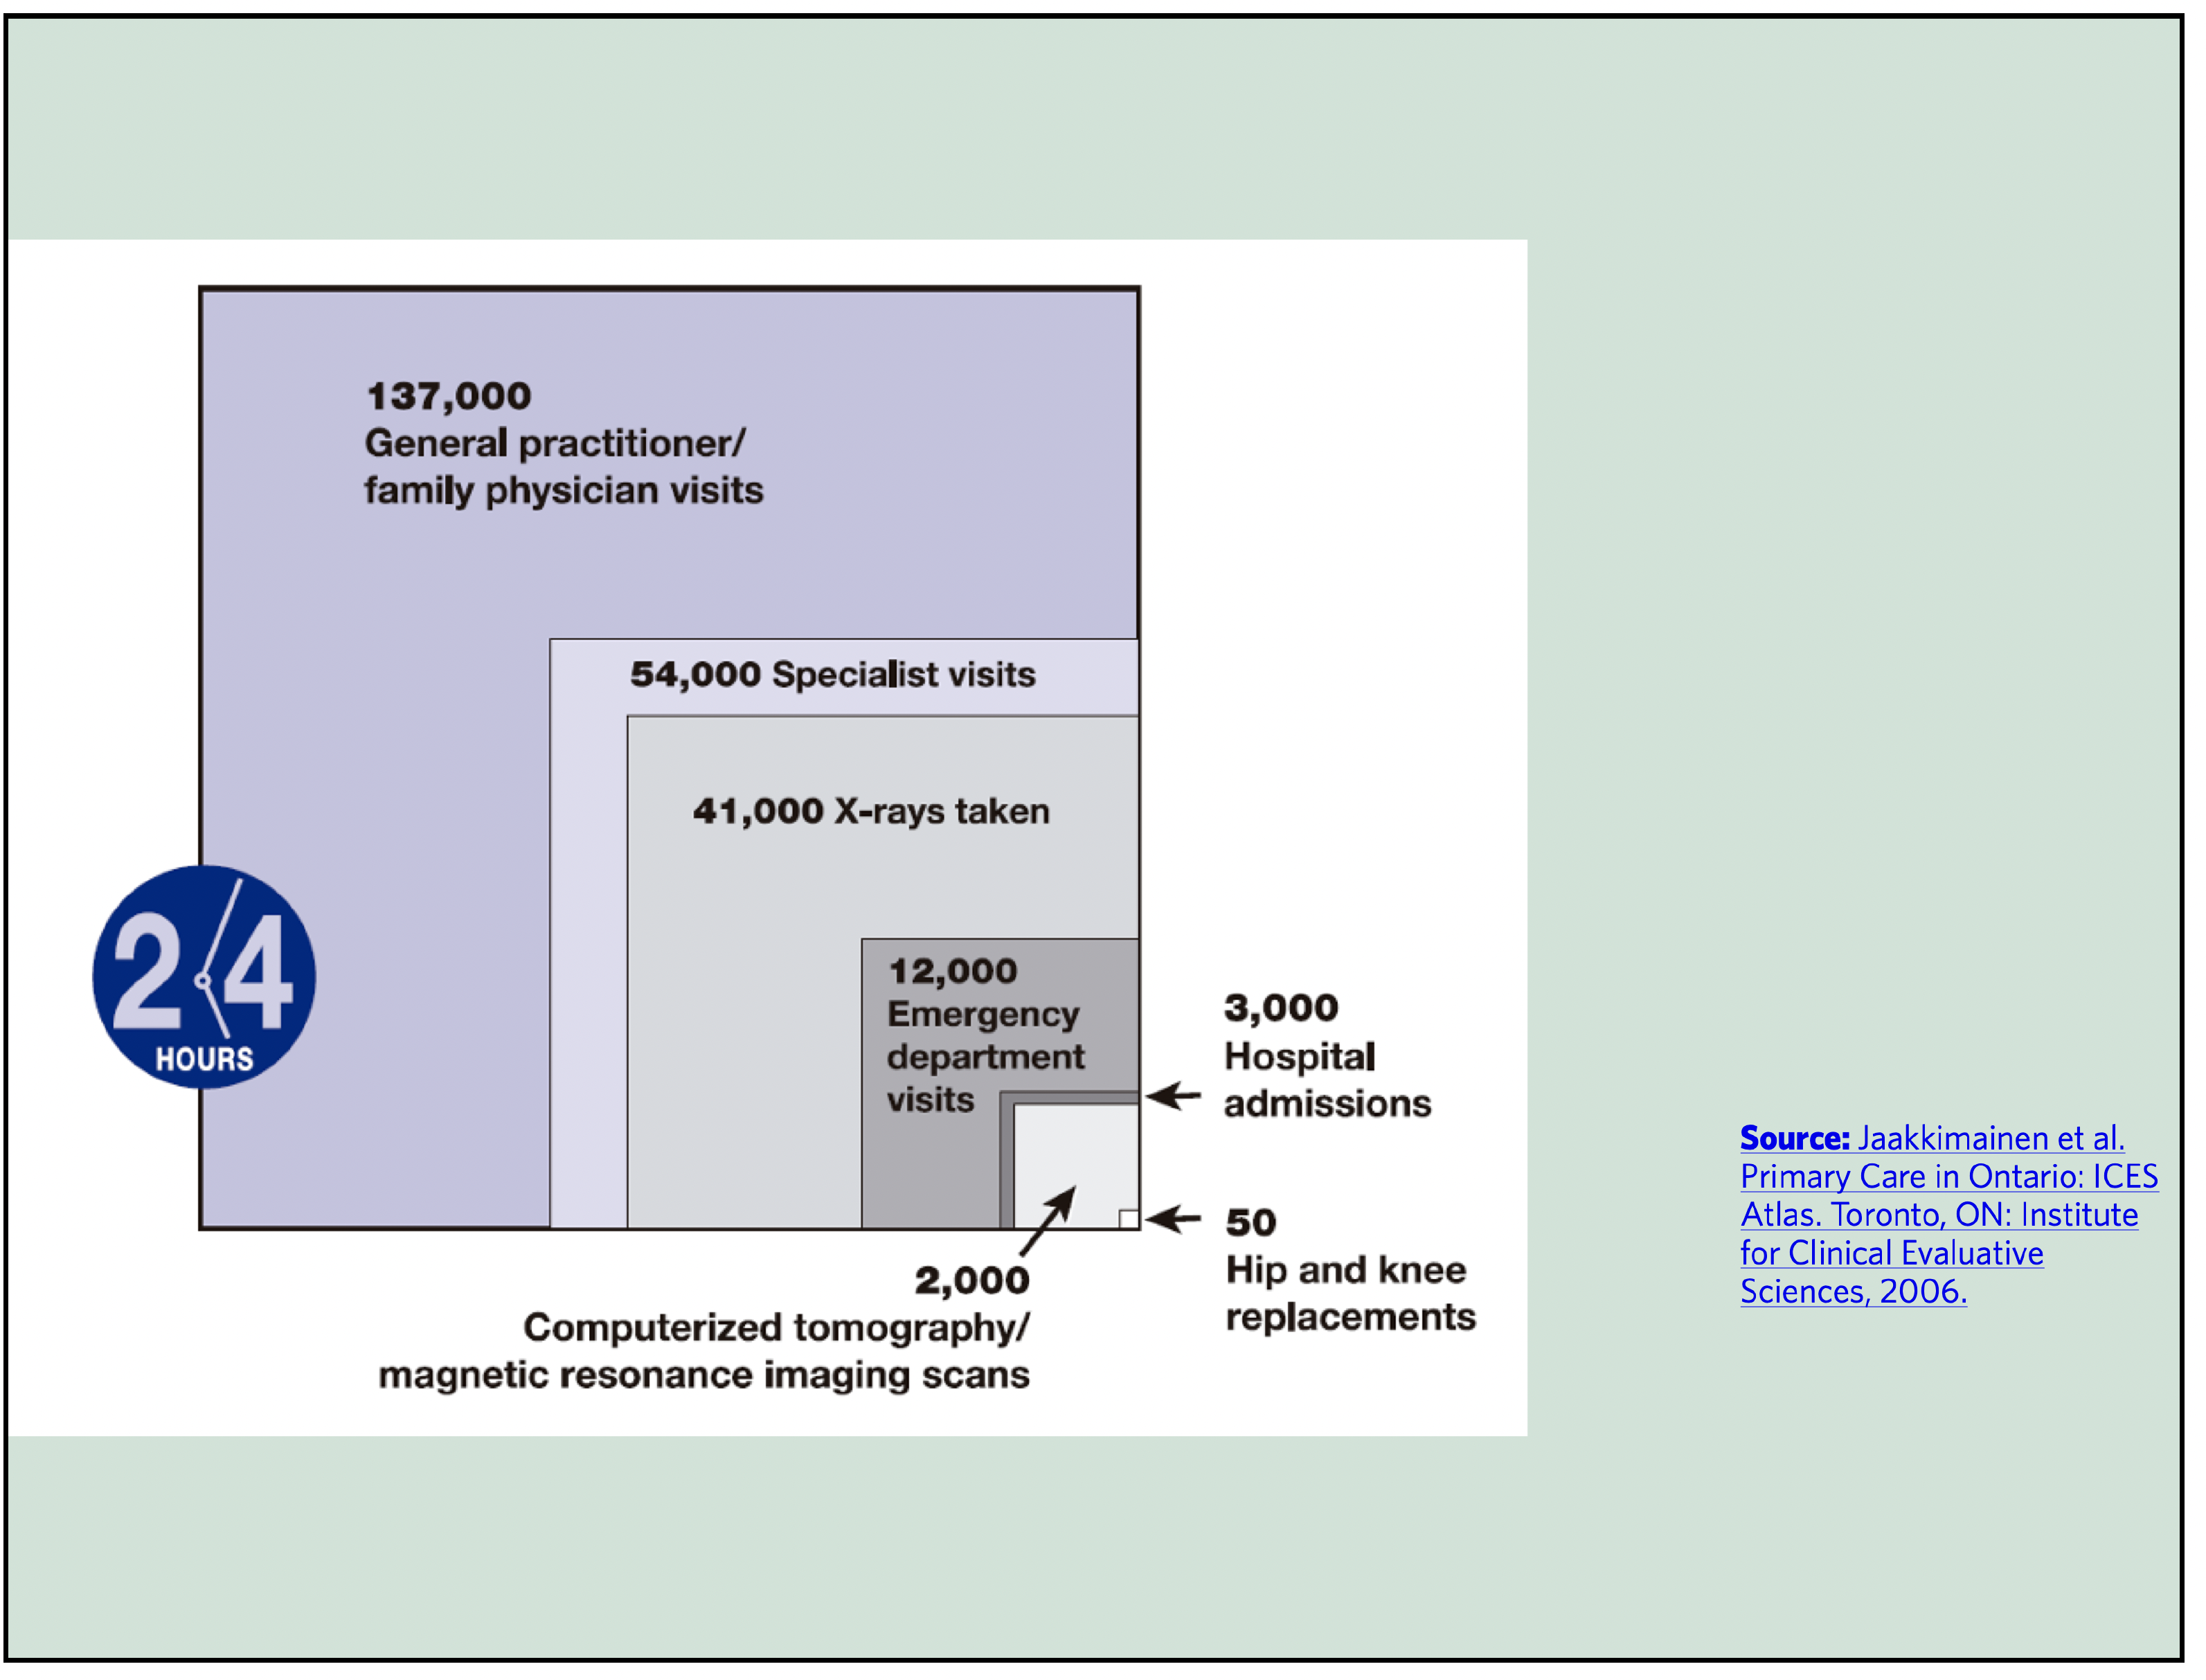 137,000
General practitioner/
family physician visits
54,000 Specialist visits
41,000 X-rays taken
24
HOURS
12,000
Emergency
department
visits
3,000
Hospital
admissions
50
Hip and knee
replacements
2,000
Computerized tomography/
magnetic resonance imaging scans
Source: Jaakkimainen et al.
Primary Care in Ontario: ICES
Atlas. Toronto, ON: Institute
for Clinical Evaluative
Sciences, 2006.